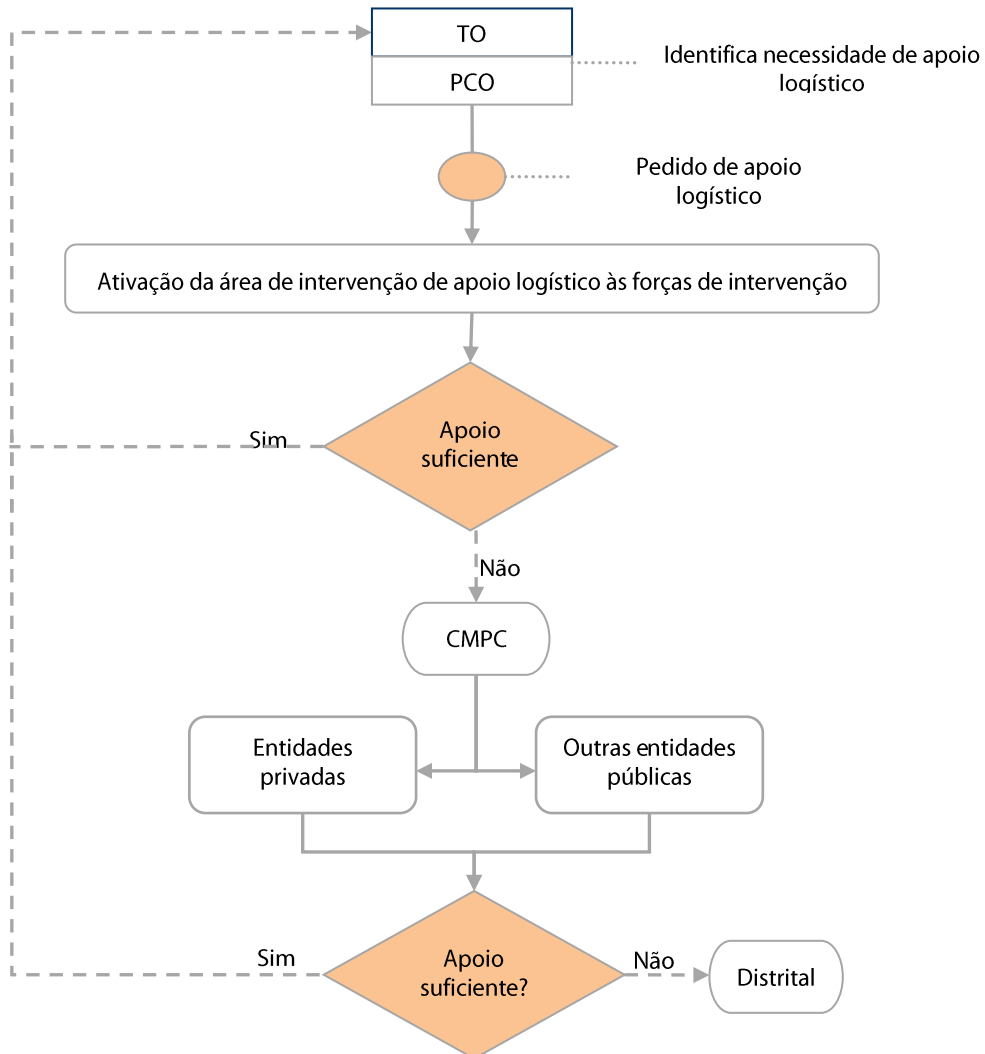 TO
PCO
Identifica necessidade de apoio
logístico
Pedido de apoio
logístico
Ativação da área de intervenção de apoio logístico às forças de intervenção
Apoio
suficiente
Sim
Não
CMPC
Entidades
privadas
Outras entidades
públicas
Apoio
suficiente?
Sim
Não
Distrital